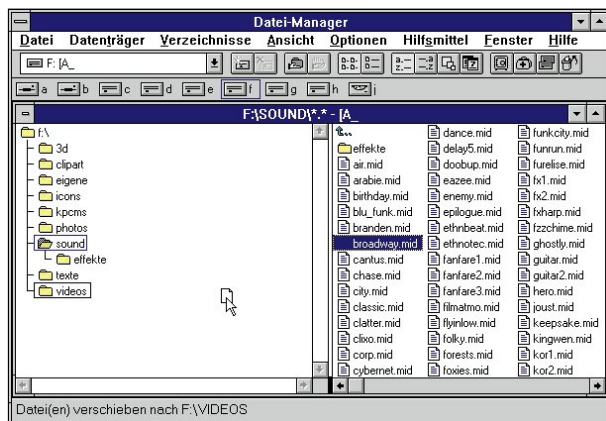 Datei-Manager
Datei Datenträger Verzeichnisse Ansicht Optionen Hilfsmittel Fenster Hilfe
F: [A_
a b c d e f g h i
F:\SOUND\*.* - [A_
f:\
3d
clipart
eigene
icons
kpcms
photos
sound
effekte
texte
videos
effekte
air.mid
arabie.mid
birthday.mid
blu_funk.mid
branden.mid
broadway.mid
cantus.mid
chase.mid
city.mid
classic.mid
clatter.mid
clixo.mid
corp.mid
cybernet.mid
dance.mid
delay5.mid
doobup.mid
eazee.mid
enemy.mid
epilogue.mid
ethnbeat.mid
ethnotec.mid
fanfare1.mid
fanfare2.mid
fanfare3.mid
filmatmo.mid
flyinlow.mid
folky.mid
forests.mid
foxies.mid
funkcity.mid
funrun.mid
furelise.mid
fx1.mid
fx2.mid
fxharp.mid
fzzchime.mid
ghostly.mid
guitar.mid
guitar2.mid
hero.mid
joust.mid
keepsake.mid
kingwen.mid
kor1.mid
kor2.mid
Datei(en) verschieben nach F:\VIDEOS